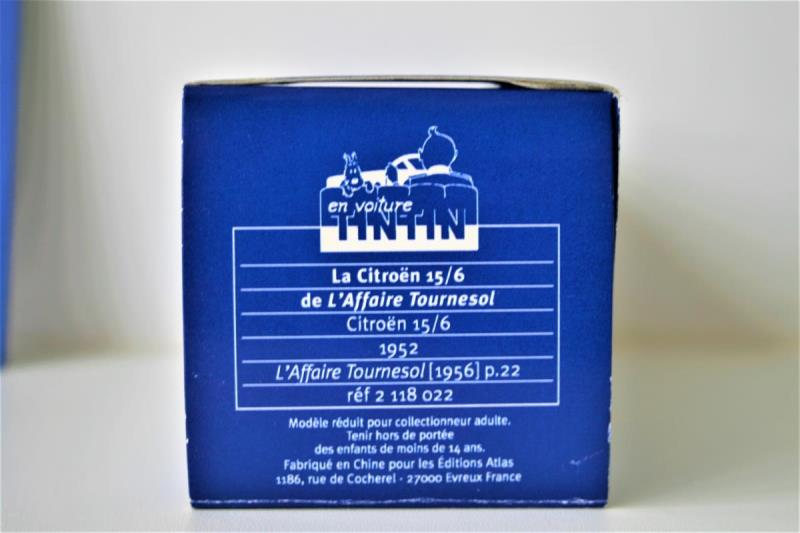 en voiture
TINTIN
La Citroën 15/6
de L'Affaire Tournesol
Citroën 15/6
1952
L'Affaire Tournesol [1956] p.22
réf 2 118 022
Modèle réduit pour collectionneur adulte.
Tenir hors de portée
des enfants de moins de 14 ans.
Fabriqué en Chine pour les Éditions Atlas
1186, rue de Cocherel - 27000 Evreux France